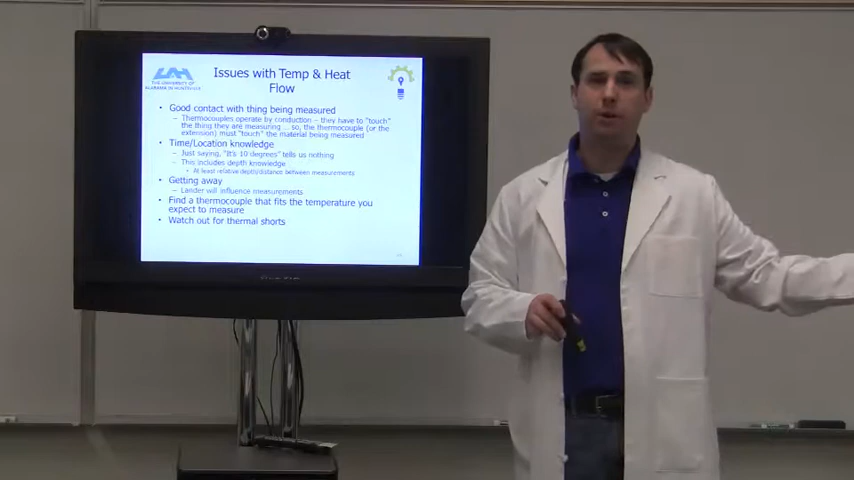 THE UNIVERSITY OF
ALABAMA IN HUNTSVILLE
Issues with Temp & Heat
Flow
• Good contact with thing being measured
– Thermocouples operate by conduction – they have to "touch"
the thing they are measuring ... so, the thermocouple (or the
extension) must "touch" the material being measured
• Time/Location knowledge
– Just saying, "It's 10 degrees" tells us nothing
– This includes depth knowledge
• At least relative depth/distance between measurements
• Getting away
– Lander will influence measurements
• Find a thermocouple that fits the temperature you
expect to measure
• Watch out for thermal shorts